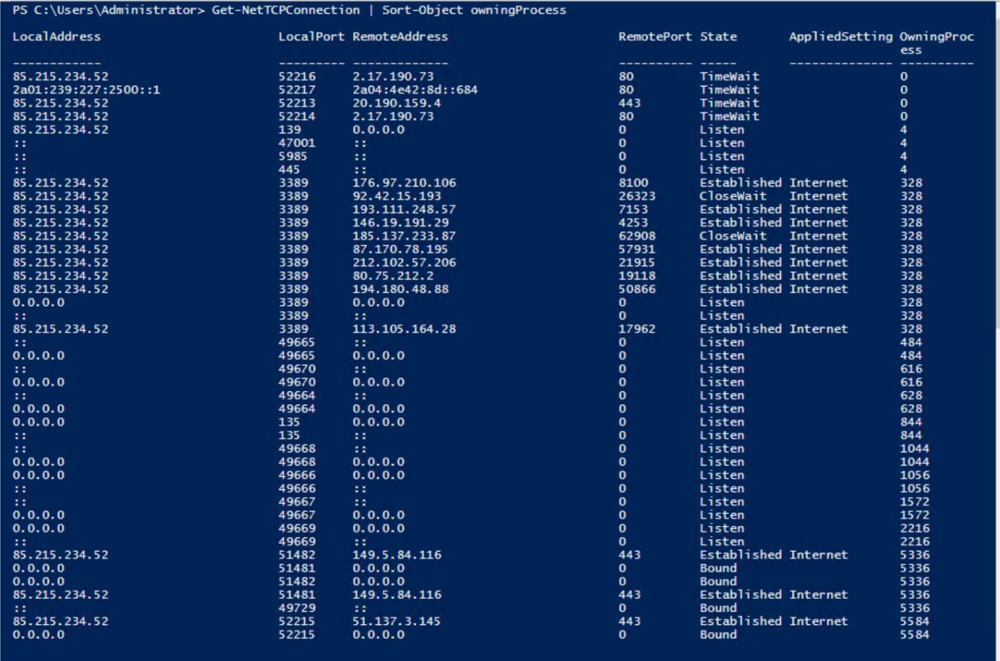 PS C:\Users\Administrator> Get-NetTCPConnection | Sort-Object owningProcess
LocalAddress LocalPort RemoteAddress RemotePort State AppliedSetting OwningProc
ess
------------ --------- ------------- ---------- ----- -------------- ----------
85.215.234.52 52216 2.17.190.73 80 TimeWait 0
2a01:239:227:2500::1 52217 2a04:4e42:8d::684 80 TimeWait 0
85.215.234.52 52213 20.190.159.4 443 TimeWait 0
85.215.234.52 52214 2.17.190.73 80 TimeWait 0
85.215.234.52 139 0.0.0.0 0 Listen 4
:: 47001 :: 0 Listen 4
:: 5985 :: 0 Listen 4
:: 445 :: 0 Listen 4
85.215.234.52 3389 176.97.210.106 8100 Established Internet 328
85.215.234.52 3389 92.42.15.193 26323 CloseWait Internet 328
85.215.234.52 3389 193.111.248.57 7153 Established Internet 328
85.215.234.52 3389 146.19.191.29 4253 Established Internet 328
85.215.234.52 3389 185.137.233.87 62908 CloseWait Internet 328
85.215.234.52 3389 87.170.78.195 57931 Established Internet 328
85.215.234.52 3389 212.102.57.206 21915 Established Internet 328
85.215.234.52 3389 80.75.212.2 19118 Established Internet 328
85.215.234.52 3389 194.180.48.88 50866 Established Internet 328
0.0.0.0 3389 0.0.0.0 0 Listen 328
:: 3389 :: 0 Listen 328
85.215.234.52 3389 113.105.164.28 17962 Established Internet 328
:: 49665 :: 0 Listen 484
0.0.0.0 49665 0.0.0.0 0 Listen 484
:: 49670 :: 0 Listen 616
0.0.0.0 49670 0.0.0.0 0 Listen 616
:: 49664 :: 0 Listen 628
0.0.0.0 49664 0.0.0.0 0 Listen 628
0.0.0.0 135 0.0.0.0 0 Listen 844
:: 135 :: 0 Listen 844
:: 49668 :: 0 Listen 1044
0.0.0.0 49668 0.0.0.0 0 Listen 1044
0.0.0.0 49666 0.0.0.0 0 Listen 1056
:: 49666 :: 0 Listen 1056
:: 49667 :: 0 Listen 1572
0.0.0.0 49667 0.0.0.0 0 Listen 1572
0.0.0.0 49669 0.0.0.0 0 Listen 2216
:: 49669 :: 0 Listen 2216
85.215.234.52 51482 149.5.84.116 443 Established Internet 5336
0.0.0.0 51481 0.0.0.0 0 Bound 5336
0.0.0.0 51482 0.0.0.0 0 Bound 5336
85.215.234.52 51481 149.5.84.116 443 Established Internet 5336
:: 49729 :: 0 Bound 5336
85.215.234.52 52215 51.137.3.145 443 Established Internet 5584
0.0.0.0 52215 0.0.0.0 0 Bound 5584